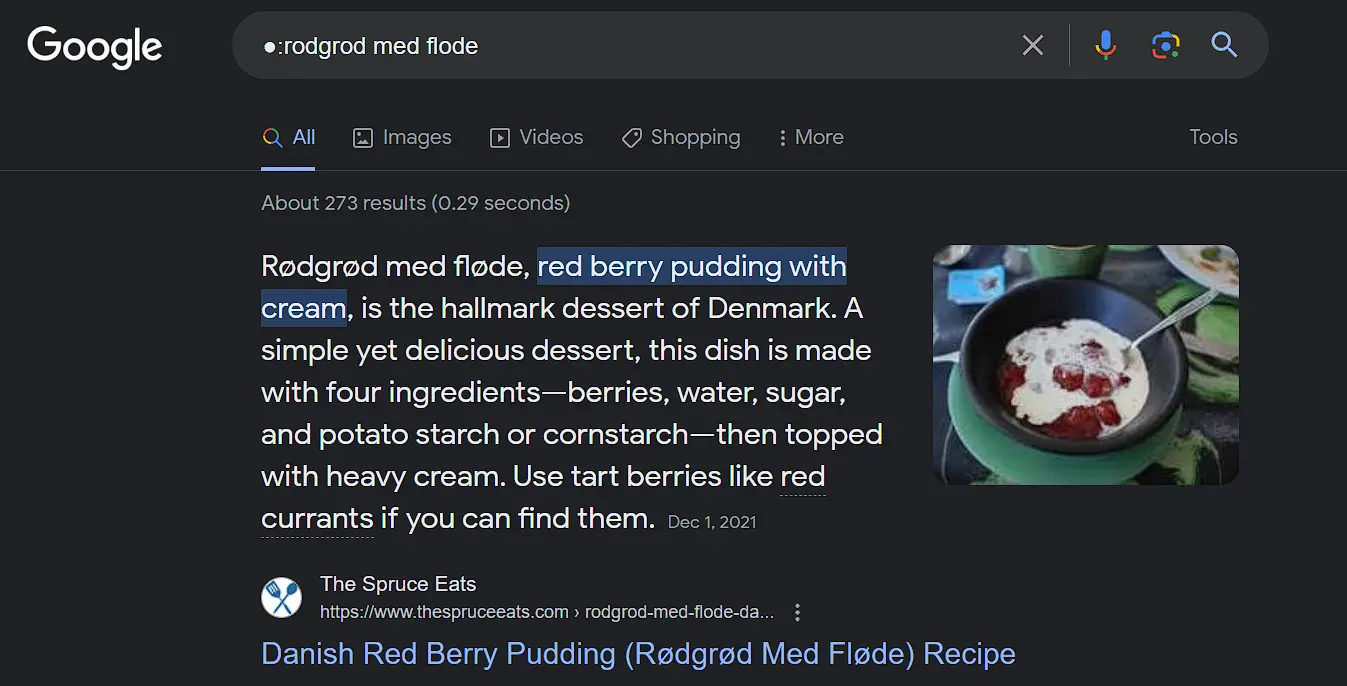 Google
●:rodgrod med flode
All Images Videos Shopping More Tools
About 273 results (0.29 seconds)
Rødgrød med fløde, red berry pudding with
cream, is the hallmark dessert of Denmark. A
simple yet delicious dessert, this dish is made
with four ingredients—berries, water, sugar,
and potato starch or cornstarch—then topped
with heavy cream. Use tart berries like red
currants if you can find them. Dec 1, 2021
The Spruce Eats
https://www.thespruceeats.com › rodgrod-med-flode-da...
Danish Red Berry Pudding (Rødgrød Med Fløde) Recipe